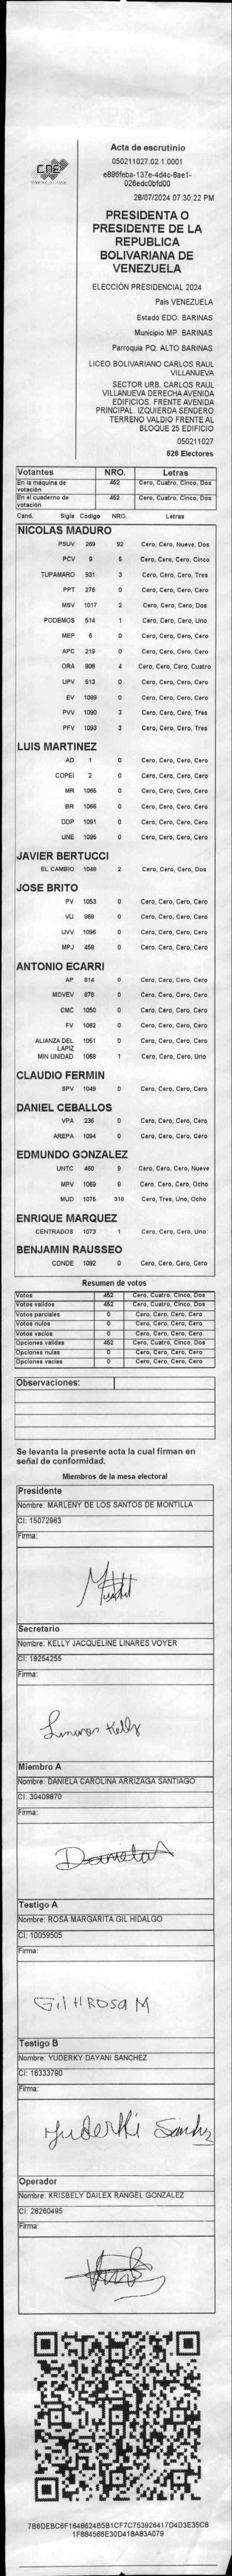 CNE
Acta de escrutinio
050211027.02.1.0001
e896feba-137e-4d4c-8ae1-
026edc0bfd00
28/07/2024 07:30:22 PM
PRESIDENTA O
PRESIDENTE DE LA
REPUBLICA
BOLIVARIANA DE
VENEZUELA
ELECCIÓN PRESIDENCIAL 2024
Pais VENEZUELA
Estado EDO. BARINAS
Municipio MP. BARINAS
Parroquia PQ. ALTO BARINAS
LICEO BOLIVARIANO CARLOS RAUL
VILLANUEVA
SECTOR URB. CARLOS RAUL
VILLANUEVA DERECHA AVENIDA
EDIFICIOS. FRENTE AVENIDA
PRINCIPAL. IZQUIERDA SENDERO
TERRENO VALDIO FRENTE AL
BLOQUE 25 EDIFICIO
050211027
626 Electores
Votantes NRO. Letras
En la máquina de votación 452 Cero, Cuatro, Cinco, Dos
En el cuaderno de votación 452 Cero, Cuatro, Cinco, Dos
Cand. Sigla Código NRO. Letras
NICOLAS MADURO
PSUV 269 92 Cero, Cero, Nueve, Dos
PCV 9 5 Cero, Cero, Cero, Cinco
TUPAMARO 931 3 Cero, Cero, Cero, Tres
PPT 276 0 Cero, Cero, Cero, Cero
MSV 1017 2 Cero, Cero, Cero, Dos
PODEMOS 514 1 Cero, Cero, Cero, Uno
MEP 6 0 Cero, Cero, Cero, Cero
APC 219 0 Cero, Cero, Cero, Cero
ORA 906 4 Cero, Cero, Cero, Cuatro
UPV 513 0 Cero, Cero, Cero, Cero
EV 1089 0 Cero, Cero, Cero, Cero
PVV 1090 3 Cero, Cero, Cero, Tres
PFV 1093 3 Cero, Cero, Cero, Tres
LUIS MARTINEZ
AD 1 0 Cero, Cero, Cero, Cero
COPEI 2 0 Cero, Cero, Cero, Cero
MR 1065 0 Cero, Cero, Cero, Cero
BR 1066 0 Cero, Cero, Cero, Cero
DDP 1091 0 Cero, Cero, Cero, Cero
UNE 1095 0 Cero, Cero, Cero, Cero
JAVIER BERTUCCI
EL CAMBIO 1048 2 Cero, Cero, Cero, Dos
JOSE BRITO
PV 1053 0 Cero, Cero, Cero, Cero
VU 868 0 Cero, Cero, Cero, Cero
UVV 1096 0 Cero, Cero, Cero, Cero
MPJ 458 0 Cero, Cero, Cero, Cero
ANTONIO ECARRI
AP 814 0 Cero, Cero, Cero, Cero
MOVEV 878 0 Cero, Cero, Cero, Cero
CMC 1050 0 Cero, Cero, Cero, Cero
FV 1062 0 Cero, Cero, Cero, Cero
ALIANZA DEL LAPIZ 1051 0 Cero, Cero, Cero, Cero
MIN UNIDAD 1068 1 Cero, Cero, Cero, Uno
CLAUDIO FERMIN
SPV 1049 0 Cero, Cero, Cero, Cero
DANIEL CEBALLOS
VPA 236 0 Cero, Cero, Cero, Cero
AREPA 1094 0 Cero, Cero, Cero, Cero
EDMUNDO GONZALEZ
UNTC 460 9 Cero, Cero, Cero, Nueve
MPV 1069 8 Cero, Cero, Cero, Ocho
MUD 1075 318 Cero, Tres, Uno, Ocho
ENRIQUE MARQUEZ
CENTRADOS 1073 1 Cero, Cero, Cero, Uno
BENJAMIN RAUSSEO
CONDE 1092 0 Cero, Cero, Cero, Cero
Resumen de votos
Votos 452 Cero, Cuatro, Cinco, Dos
Votos validos 452 Cero, Cuatro, Cinco, Dos
Votos parciales 0 Cero, Cero, Cero, Cero
Votos nulos 0 Cero, Cero, Cero, Cero
Votos vacios 0 Cero, Cero, Cero, Cero
Opciones validas 452 Cero, Cuatro, Cinco, Dos
Opciones nulas 0 Cero, Cero, Cero, Cero
Opciones vacias 0 Cero, Cero, Cero, Cero
Observaciones:
Se levanta la presente acta la cual firman en
señal de conformidad.
Miembros de la mesa electoral
Presidente
Nombre: MARLENY DE LOS SANTOS DE MONTILLA
CI: 15072963
Firma:
Secretario
Nombre: KELLY JACQUELINE LINARES VOYER
CI: 19254255
Firma:
Linares Kelly
Miembro A
Nombre: DANIELA CAROLINA ARRIZAGA SANTIAGO
CI: 30409870
Firma:
Daniela
Testigo A
Nombre: ROSA MARGARITA GIL HIDALGO
CI: 10059505
Firma:
Gil H Rosa M
Testigo B
Nombre: YUDERKY DAYANI SANCHEZ
CI: 16333790
Firma:
Yuderki Sanchz
Operador
Nombre: KRISBELY DAILEX RANGEL GONZALEZ
CI: 28260495
Firma:
7B6DEBC6F1648624B5B1CF7C753926417D4D3E35C8
1F884566E30D418A83A079